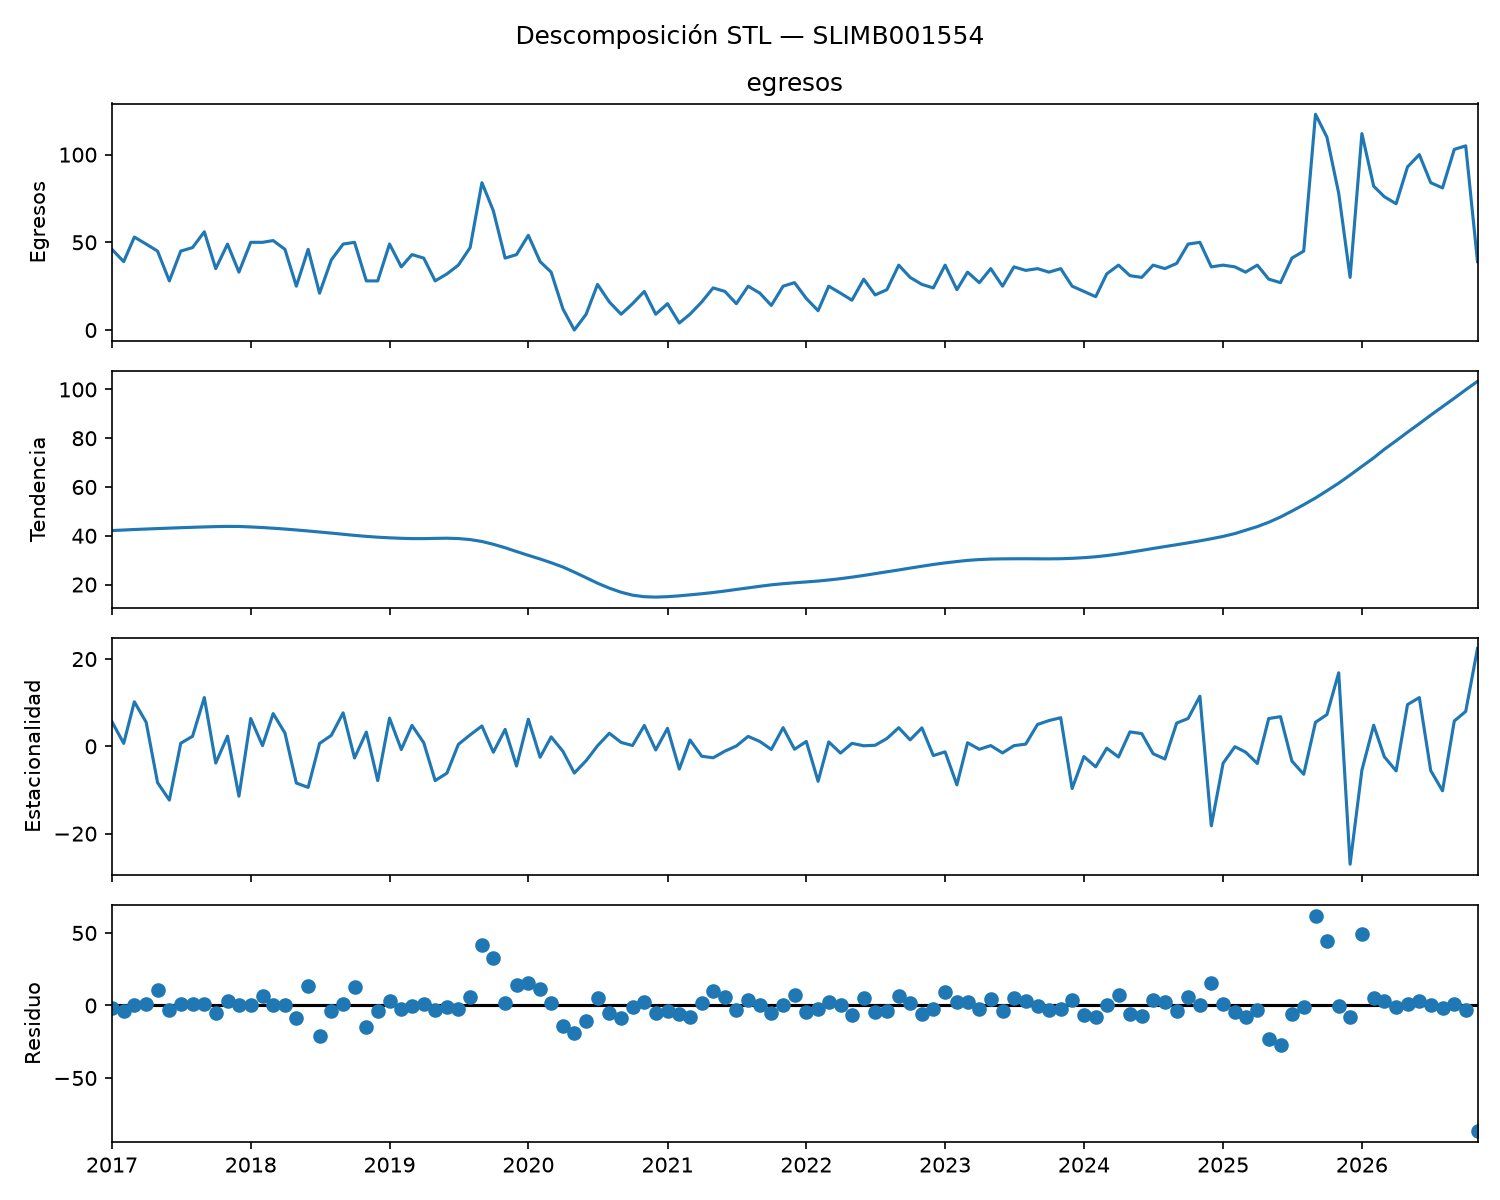 Descomposición STL — SLIMB001554
egresos
Egresos
100
50
0
Tendencia
100
80
60
40
20
Estacionalidad
20
0
−20
Residuo
50
0
−50
2017 2018 2019 2020 2021 2022 2023 2024 2025 2026